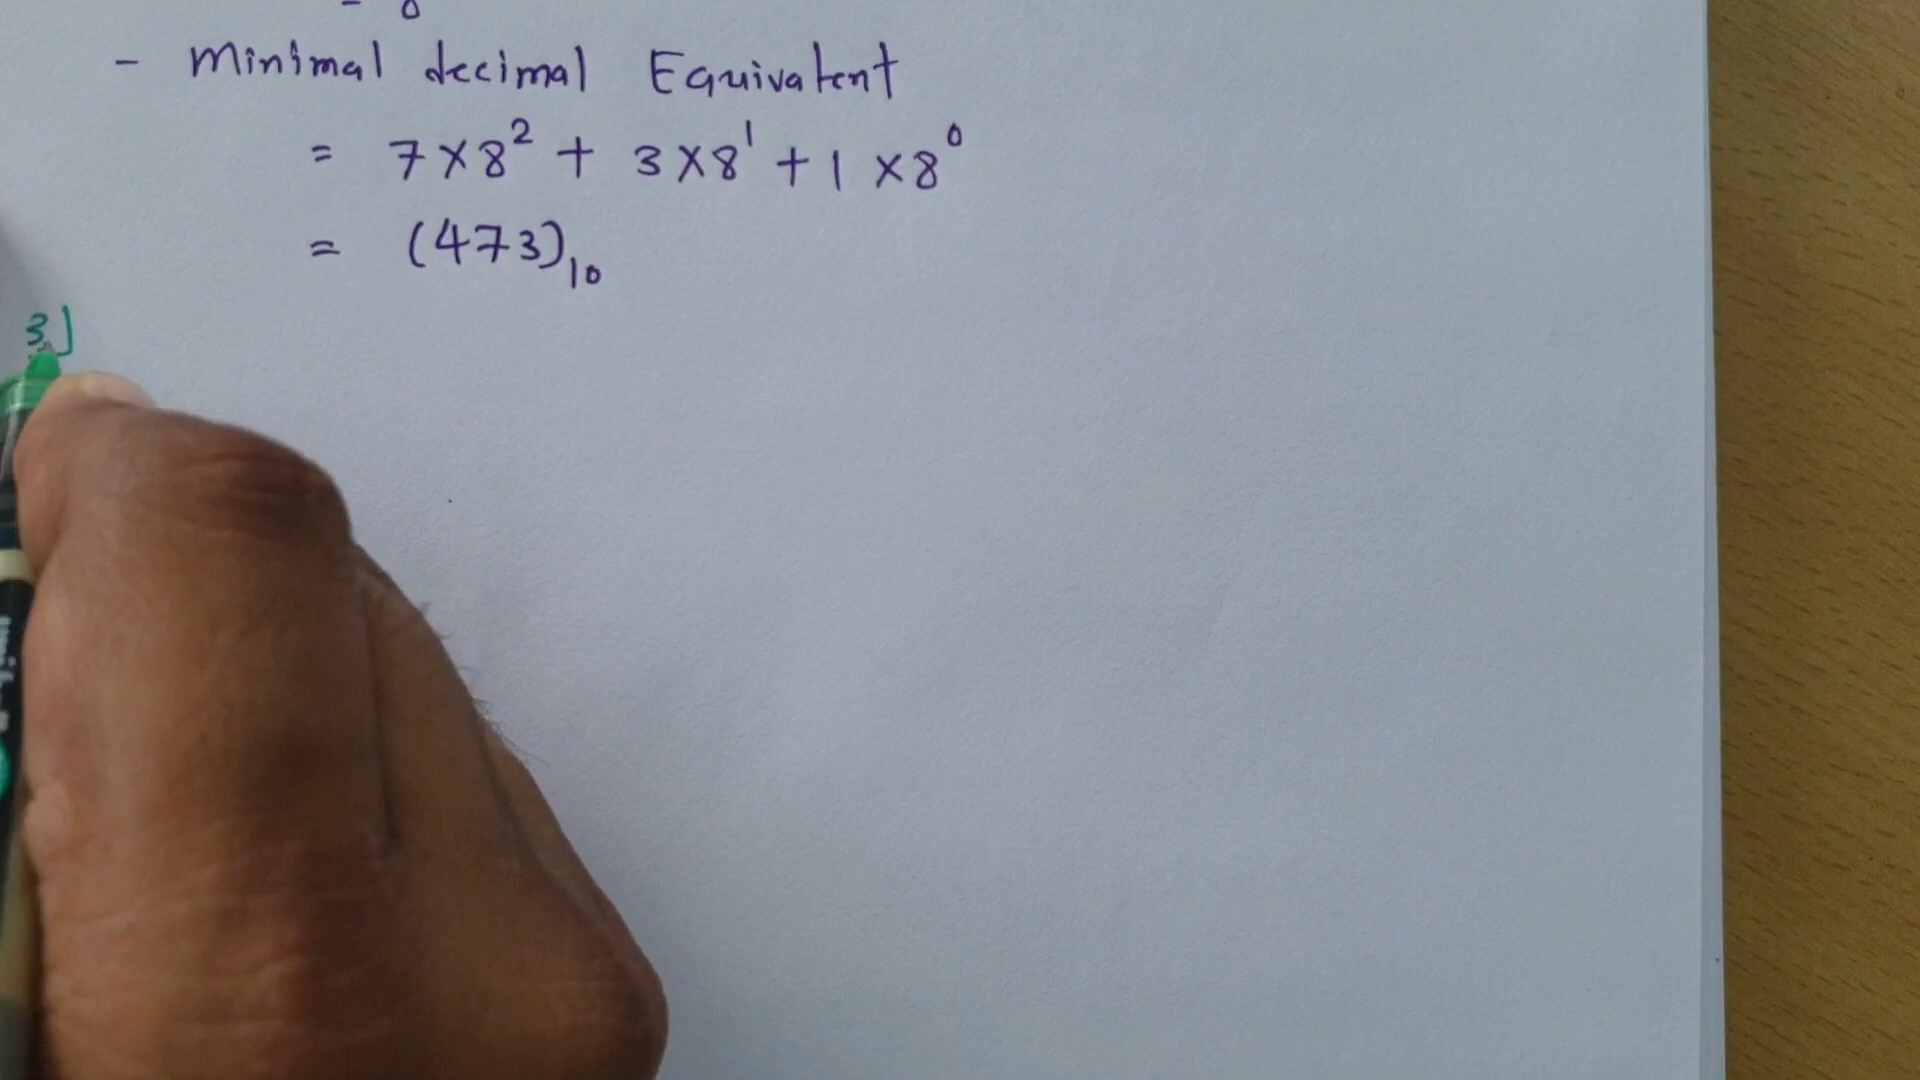 - Minimal decimal Equivalent
= 7×8² + 3×8¹ + 1×8⁰
= (473)₁₀
3]